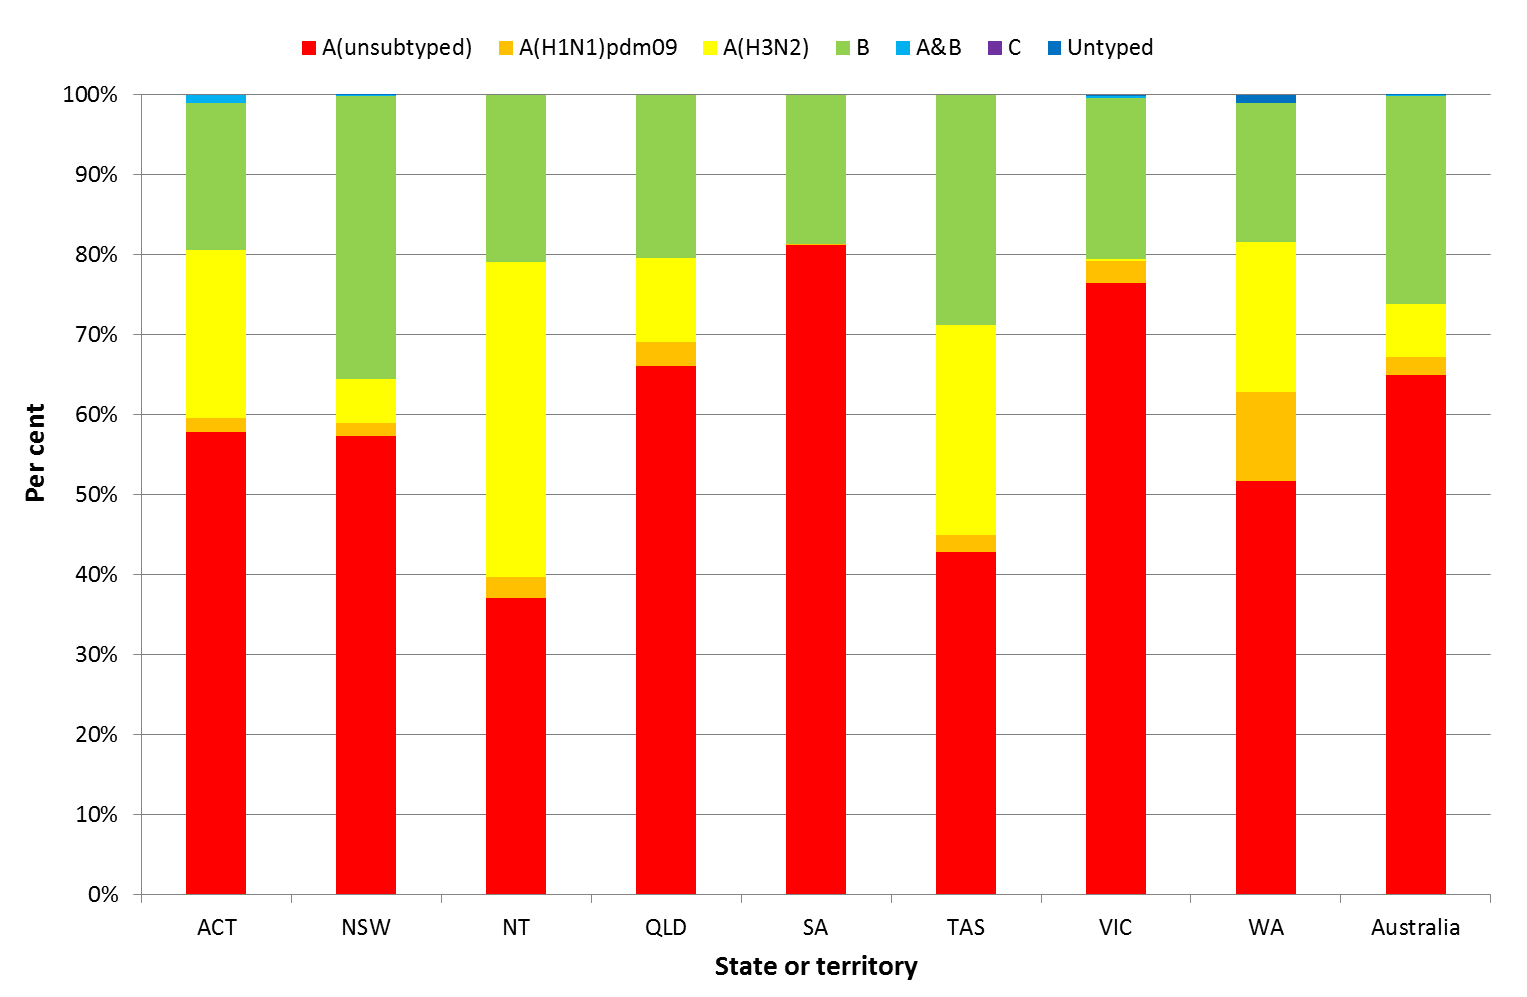 A(unsubtyped) A(H1N1)pdm09 A(H3N2) B A&B C Untyped
100%
90%
80%
70%
60%
50%
40%
30%
20%
10%
0%
Per cent
ACT NSW NT QLD SA TAS VIC WA Australia
State or territory